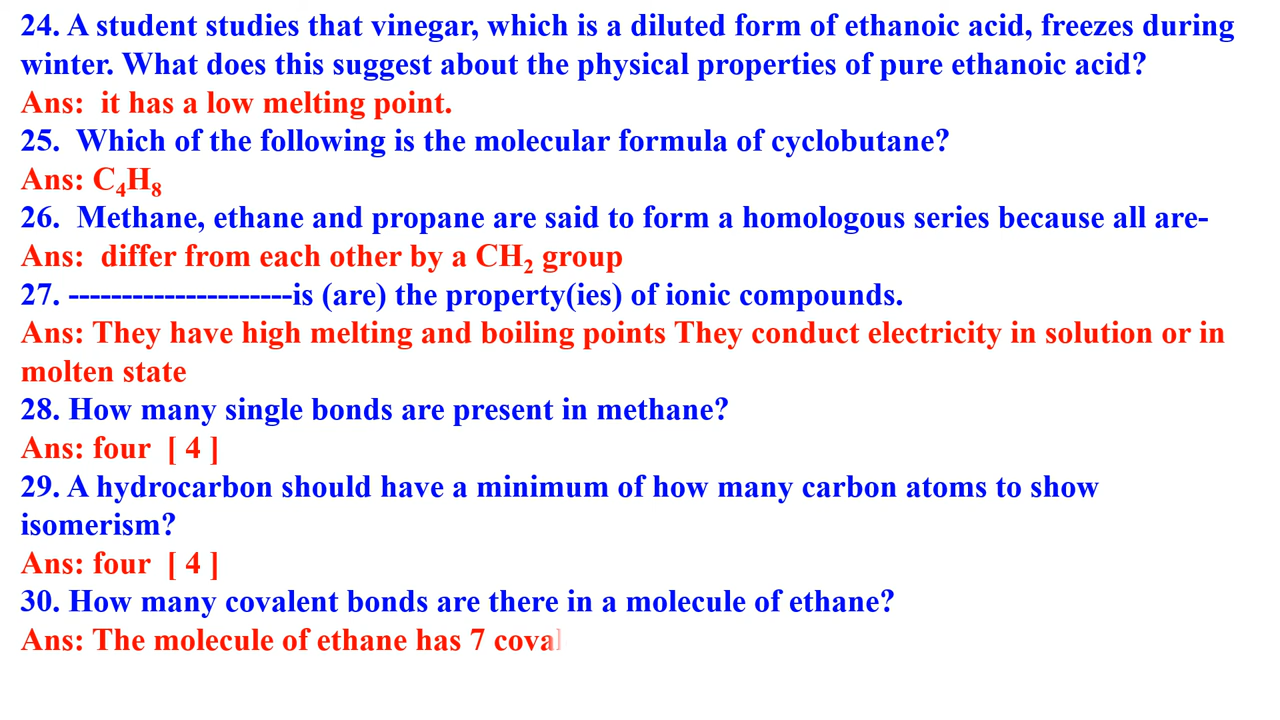 24. A student studies that vinegar, which is a diluted form of ethanoic acid, freezes during
winter. What does this suggest about the physical properties of pure ethanoic acid?
Ans:  it has a low melting point.
25.  Which of the following is the molecular formula of cyclobutane?
Ans: C₄H₈
26.  Methane, ethane and propane are said to form a homologous series because all are-
Ans:  differ from each other by a CH₂ group
27. ---------------------is (are) the property(ies) of ionic compounds.
Ans: They have high melting and boiling points They conduct electricity in solution or in
molten state
28. How many single bonds are present in methane?
Ans: four  [ 4 ]
29. A hydrocarbon should have a minimum of how many carbon atoms to show
isomerism?
Ans: four  [ 4 ]
30. How many covalent bonds are there in a molecule of ethane?
Ans: The molecule of ethane has 7 coval